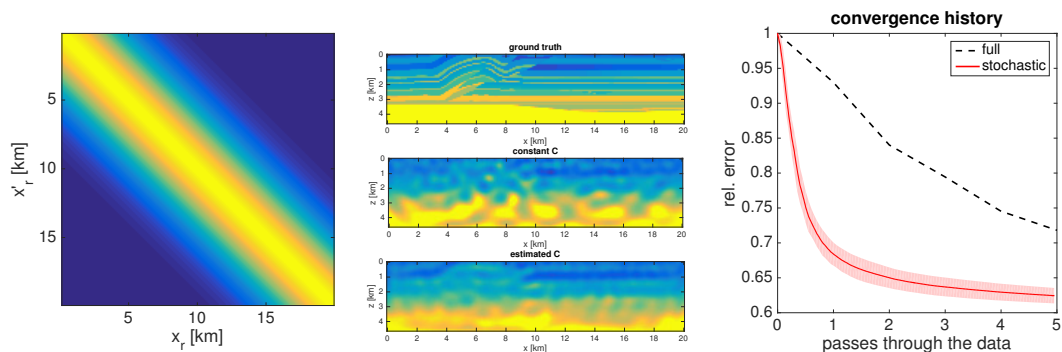 5
10
15
x'r [km]
5 10 15
xr [km]
ground truth
0
1
2
3
4
z [km]
0 2 4 6 8 10 12 14 16 18 20
x [km]
constant C
0
1
2
3
4
z [km]
0 2 4 6 8 10 12 14 16 18 20
x [km]
estimated C
0
1
2
3
4
z [km]
0 2 4 6 8 10 12 14 16 18 20
x [km]
convergence history
full
stochastic
1
0.95
0.9
0.85
0.8
0.75
0.7
0.65
0.6
rel. error
0 1 2 3 4 5
passes through the data